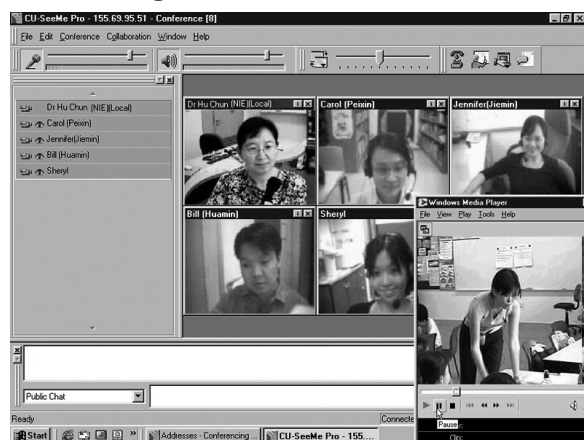 CU-SeeMe Pro - 155.69.95.51 - Conference [8]
File Edit Conference Collaboration Window Help
Dr Hu Chun (NIE)(Local)
Carol (Peixin)
Jennifer(Jiemin)
Bill (Huamin)
Sheryl
Dr Hu Chun (NIE)(Local)
Carol (Peixin)
Jennifer(Jiemin)
Bill (Huamin)
Sheryl
Windows Media Player
File View Play Tools Help
Pause
Clip:
Public Chat
Ready
Connecte
Start
Addresses - Conferencing ...
CU-SeeMe Pro - 155....